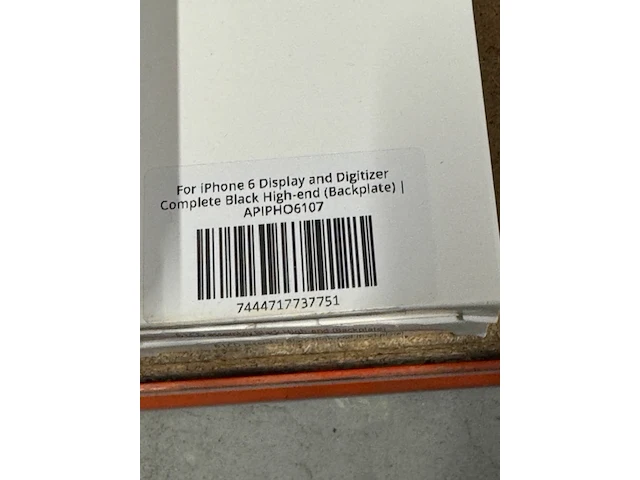 For iPhone 6 Display and Digitizer
Complete Black High-end (Backplate) |
APIPHO6107
7444717737751